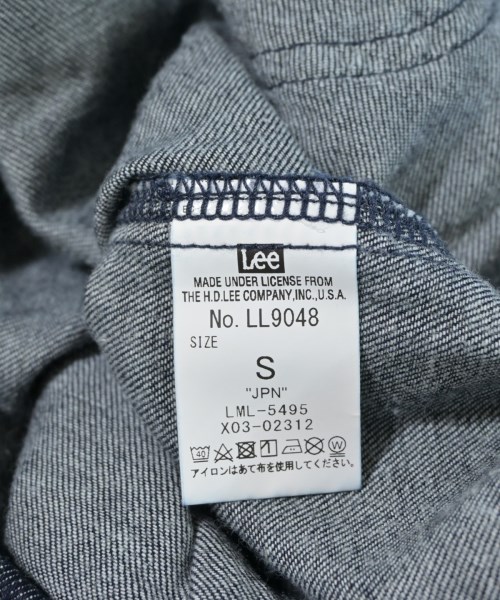 Lee
MADE UNDER LICENSE FROM
THE H.D.LEE COMPANY,INC.,U.S.A.
No. LL9048
SIZE
S
"JPN"
LML-5495
X03-02312
40 W
アイロンはあて布を使用してください。